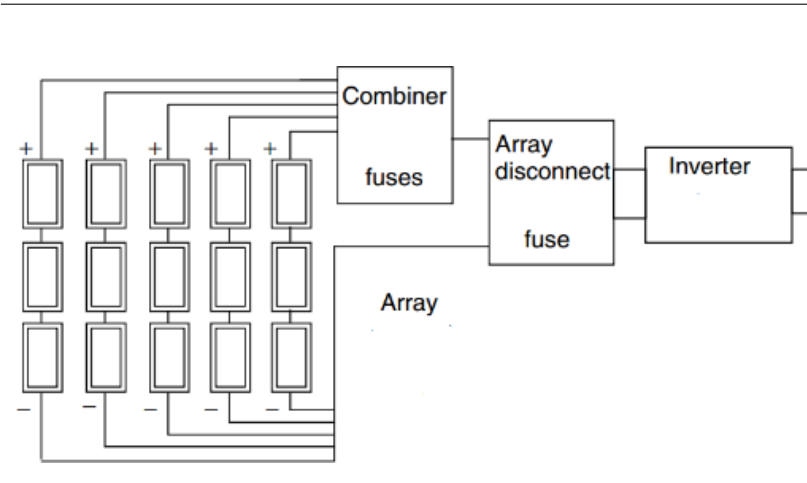 Combiner
fuses
+ + + + +
Array
disconnect
fuse
Inverter
Array
– – – – –